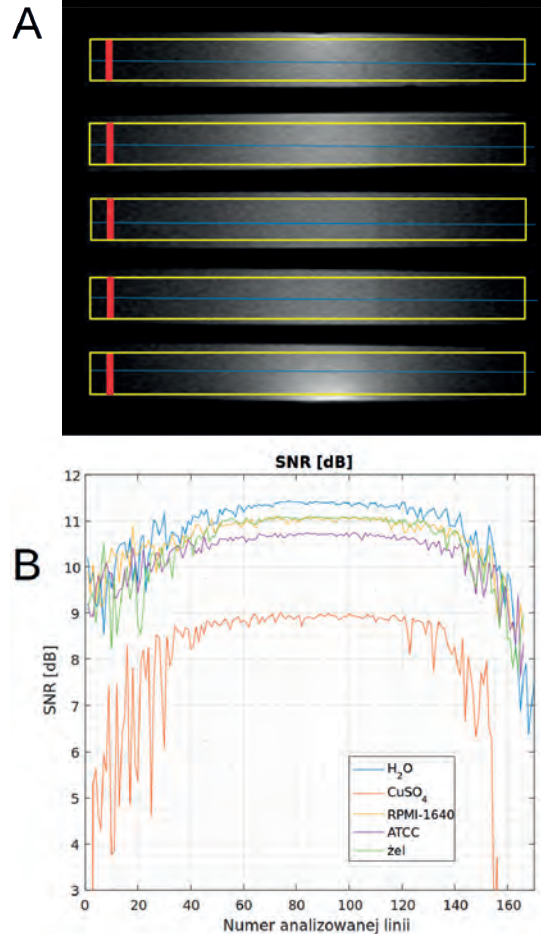 A
SNR [dB]
B
SNR [dB]
12
11
10
9
8
7
6
5
4
3
H₂O
CuSO₄
RPMI-1640
ATCC
żel
0
20
40
60
80
100
120
140
160
Numer analizowanej linii